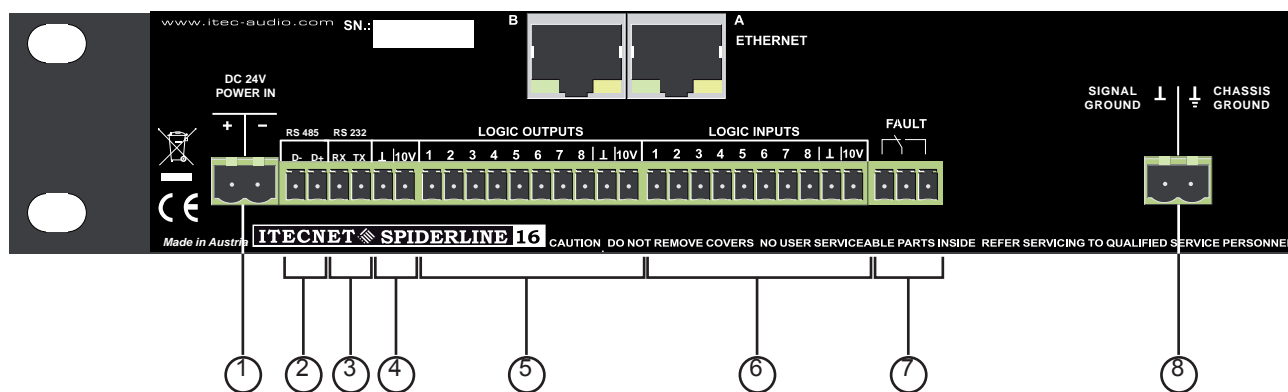 www.itec-audio.com
SN.:
B
A
ETHERNET
DC 24V
POWER IN
+ −
RS 485 RS 232 LOGIC OUTPUTS LOGIC INPUTS FAULT
D- D+ RX TX ⊥ 10V 1 2 3 4 5 6 7 8 ⊥ 10V 1 2 3 4 5 6 7 8 ⊥ 10V
SIGNAL
GROUND
CHASSIS
GROUND
CE
Made in Austria ITECNET SPIDERLINE 16 CAUTION DO NOT REMOVE COVERS NO USER SERVICEABLE PARTS INSIDE REFER SERVICING TO QUALIFIED SERVICE PERSONNEL
1 2 3 4 5 6 7 8